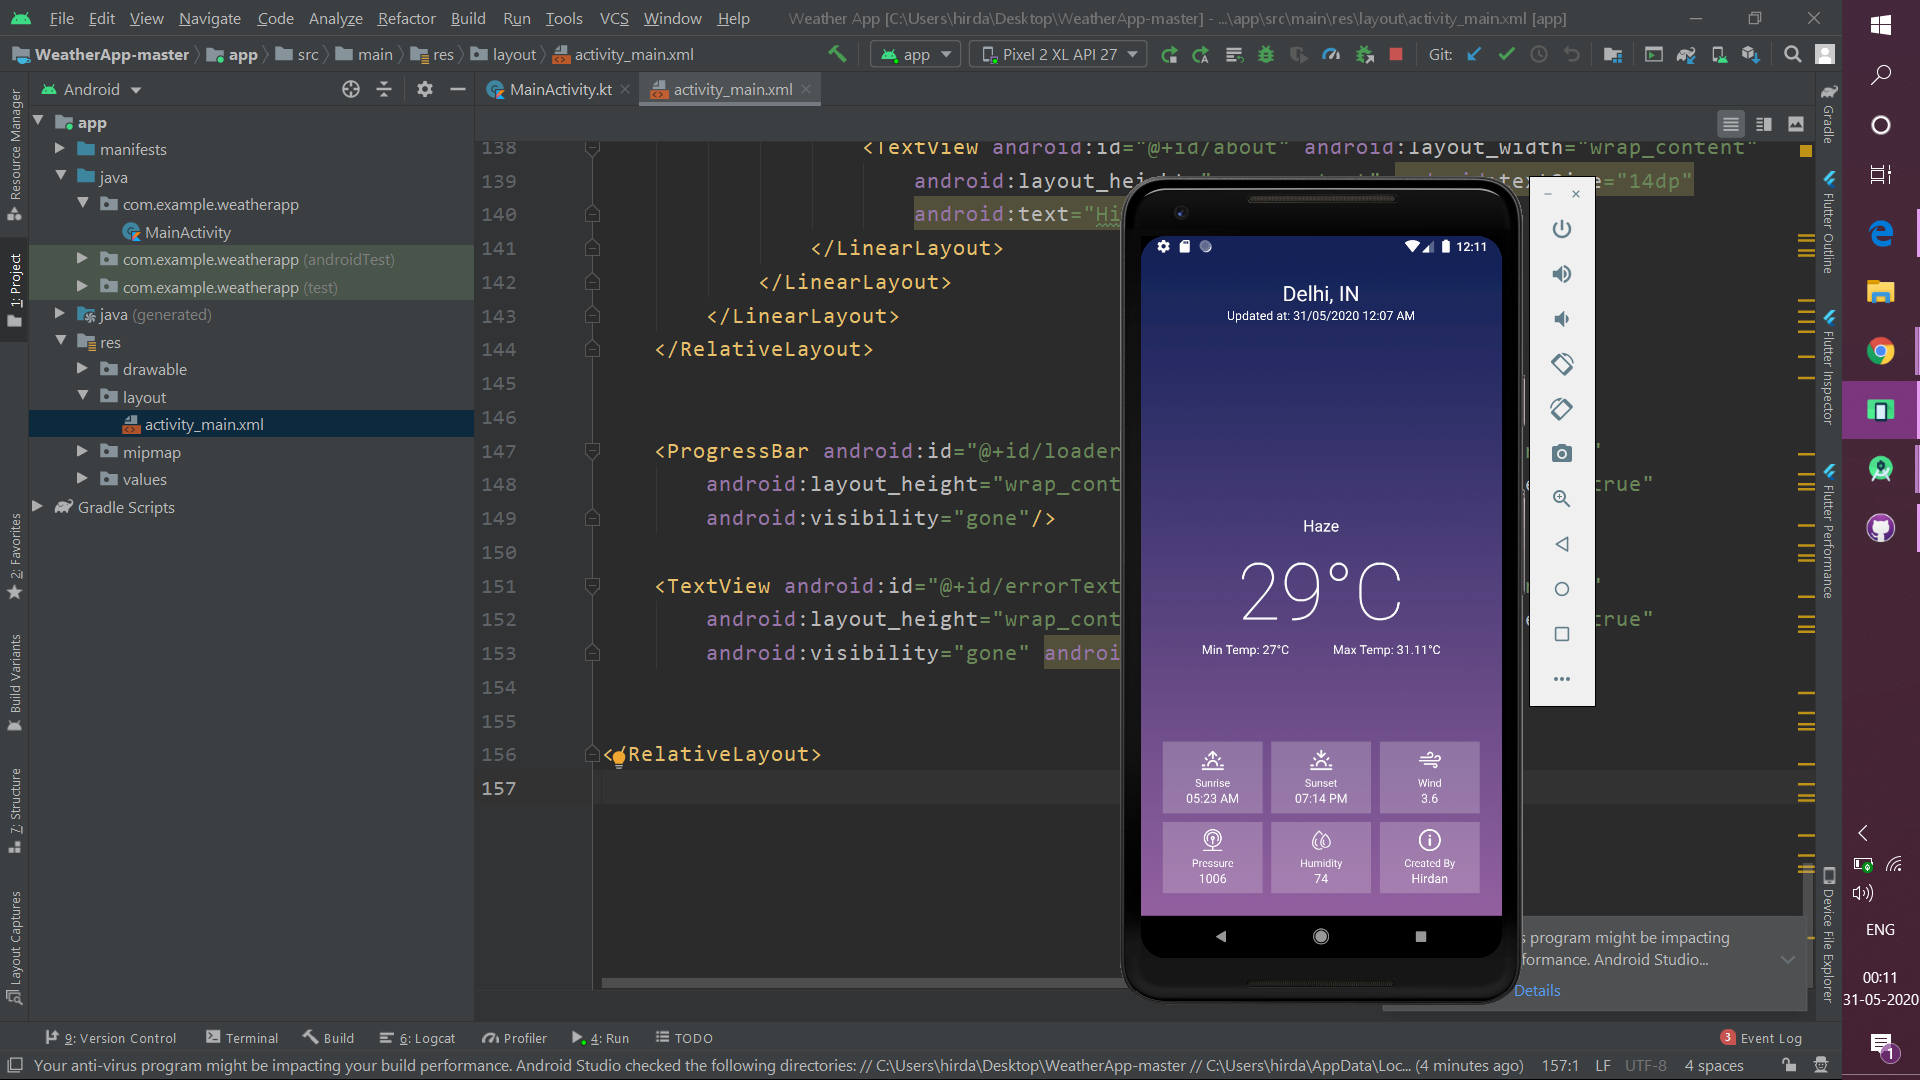 File Edit View Navigate Code Analyze Refactor Build Run Tools VCS Window Help Weather App [C:\Users\hirda\Desktop\WeatherApp-master] - ...\app\src\main\res\layout\activity_main.xml [app]
WeatherApp-master app src main res layout activity_main.xml app Pixel 2 XL API 27 Git:
Android MainActivity.kt activity_main.xml
app
manifests
java
com.example.weatherapp
MainActivity
com.example.weatherapp (androidTest)
com.example.weatherapp (test)
java (generated)
res
drawable
layout
activity_main.xml
mipmap
values
Gradle Scripts
Resource Manager
1: Project
2: Favorites
Build Variants
7: Structure
Layout Captures
138 <TextView android:id="@+id/about" android:layout_width="wrap_content"
139 android:layout_heig ="14dp"
140 android:text="Hi
141 </LinearLayout>
142 </LinearLayout>
143 </LinearLayout>
144 </RelativeLayout>
145
146
147 <ProgressBar android:id="@+id/loader
148 android:layout_height="wrap_cont true"
149 android:visibility="gone"/>
150
151 <TextView android:id="@+id/errorText
152 android:layout_height="wrap_cont true"
153 android:visibility="gone" androi
154
155
156 </RelativeLayout>
157
12:11
Delhi, IN
Updated at: 31/05/2020 12:07 AM
Haze
29°C
Min Temp: 27°C Max Temp: 31.11°C
Sunrise
05:23 AM
Sunset
07:14 PM
Wind
3.6
Pressure
1006
Humidity
74
Created By
Hirdan
Gradle
Flutter Outline
Flutter Inspector
Flutter Performance
Device File Explorer
s program might be impacting
formance. Android Studio...
Details
ENG
00:11
31-05-2020
1
9: Version Control Terminal Build 6: Logcat Profiler 4: Run TODO 3 Event Log
Your anti-virus program might be impacting your build performance. Android Studio checked the following directories: // C:\Users\hirda\Desktop\WeatherApp-master // C:\Users\hirda\AppData\Loc... (4 minutes ago) 157:1 LF UTF-8 4 spaces